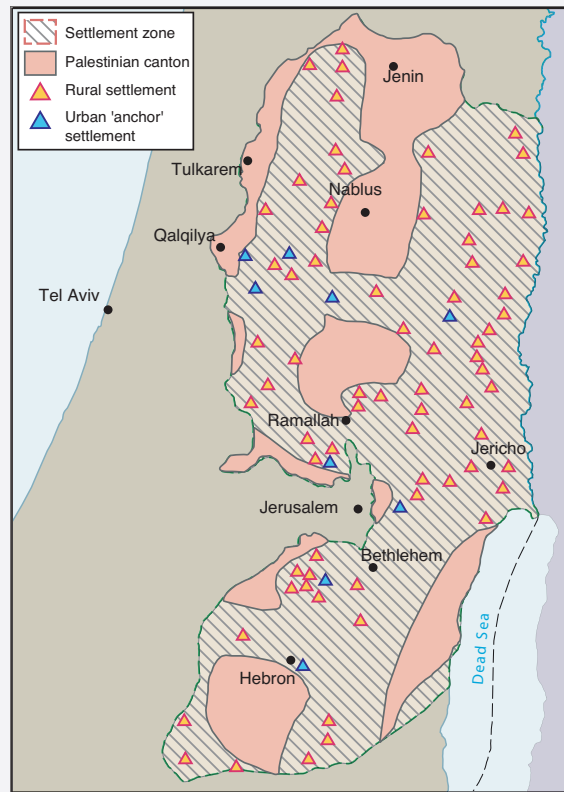 Settlement zone
Palestinian canton
Rural settlement
Urban 'anchor'
settlement
Jenin
Tulkarem
Nablus
Qalqilya
Tel Aviv
Ramallah
Jericho
Jerusalem
Bethlehem
Dead Sea
Hebron